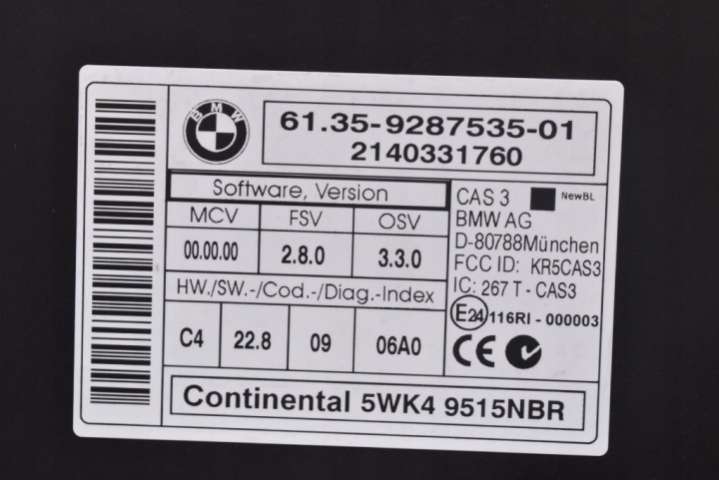 BMW
61.35-9287535-01
2140331760
Software, Version
MCV FSV OSV
00.00.00 2.8.0 3.3.0
HW./SW.-/Cod.-/Diag.-Index
C4 22.8 09 06A0
CAS 3 NewBL
BMW AG
D-80788München
FCC ID: KR5CAS3
IC: 267 T - CAS3
E24 116RI - 000003
CE
Continental 5WK4 9515NBR